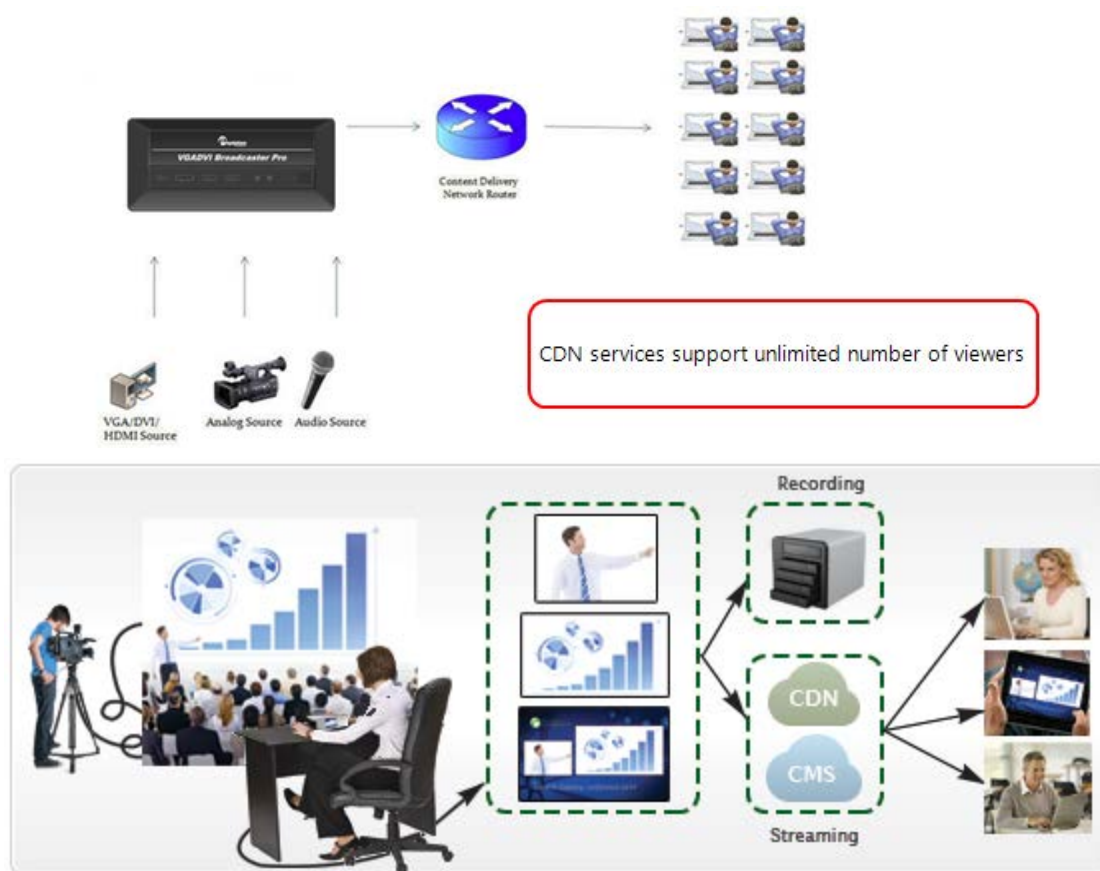 VGADVI Broadcaster Pro
Content Delivery
Network Router
CDN services support unlimited number of viewers
VGA/DVI/
HDMI Source
Analog Source
Audio Source
Recording
CDN
CMS
Streaming